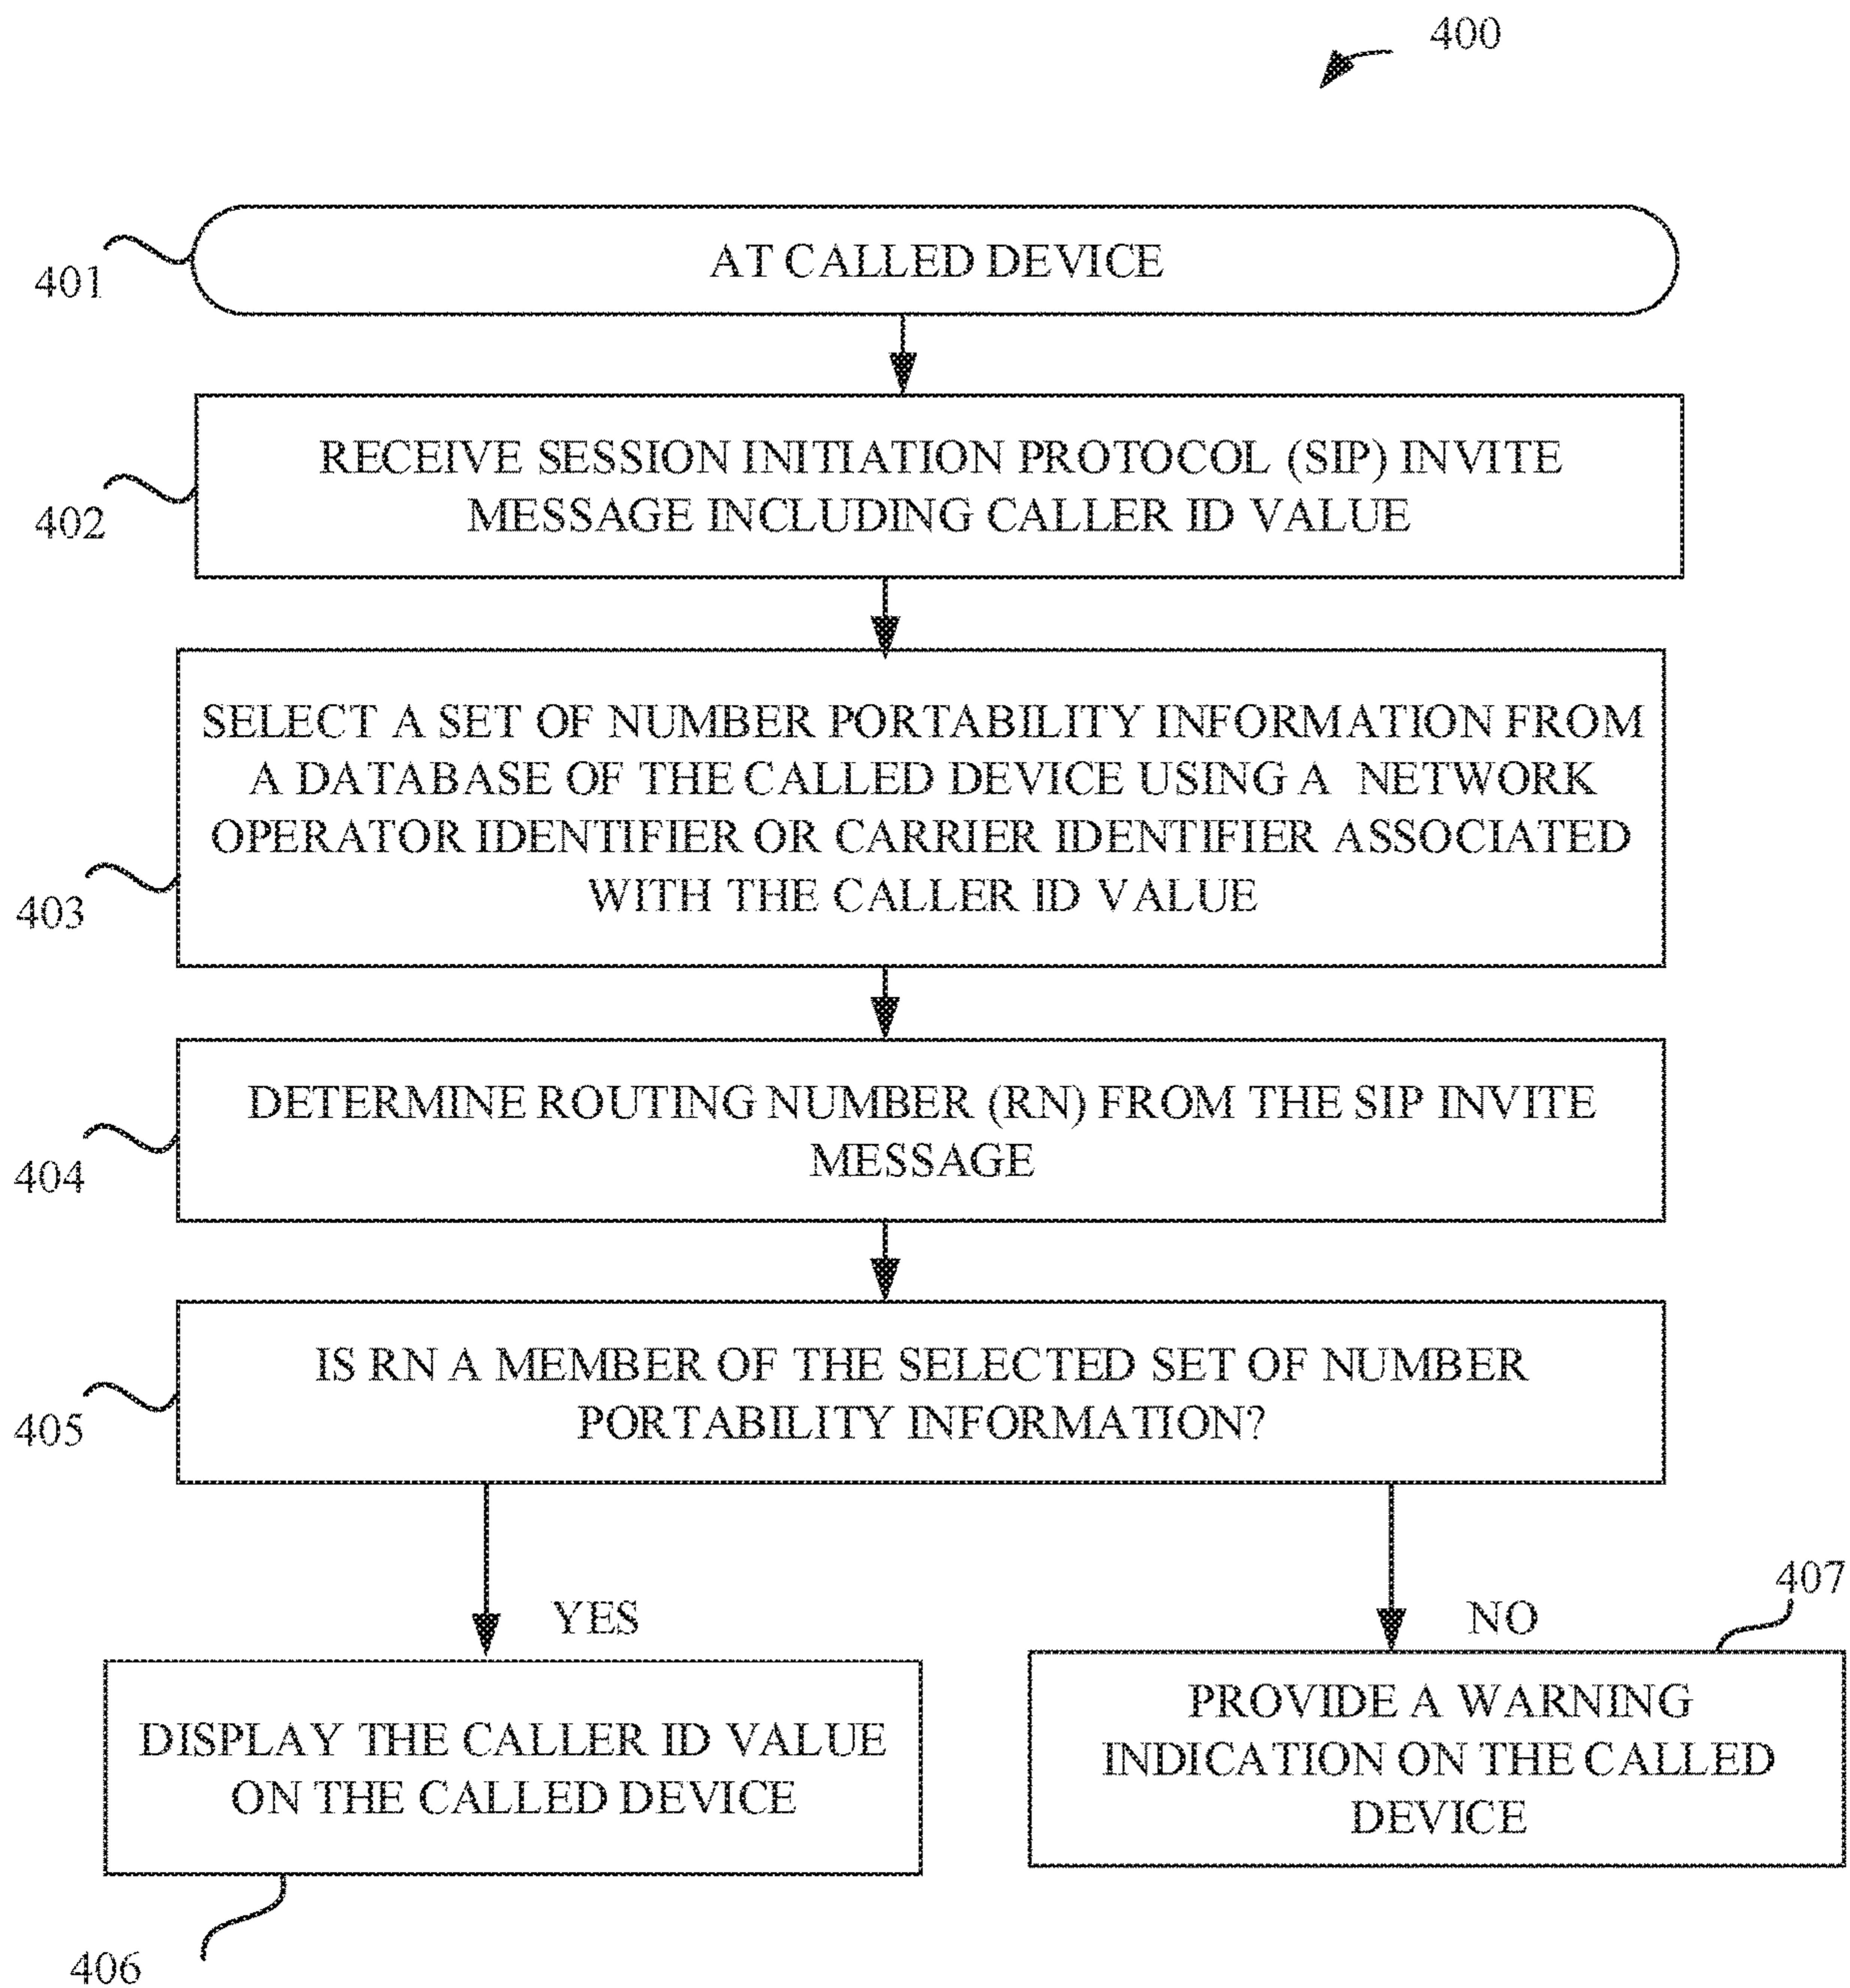 400
AT CALLED DEVICE
401
RECEIVE SESSION INITIATION PROTOCOL (SIP) INVITE
MESSAGE INCLUDING CALLER ID VALUE
402
SELECT A SET OF NUMBER PORTABILITY INFORMATION FROM
A DATABASE OF THE CALLED DEVICE USING A NETWORK
OPERATOR IDENTIFIER OR CARRIER IDENTIFIER ASSOCIATED
WITH THE CALLER ID VALUE
403
DETERMINE ROUTING NUMBER (RN) FROM THE SIP INVITE
MESSAGE
404
IS RN A MEMBER OF THE SELECTED SET OF NUMBER
PORTABILITY INFORMATION?
405
YES
NO
407
DISPLAY THE CALLER ID VALUE
ON THE CALLED DEVICE
PROVIDE A WARNING
INDICATION ON THE CALLED
DEVICE
406